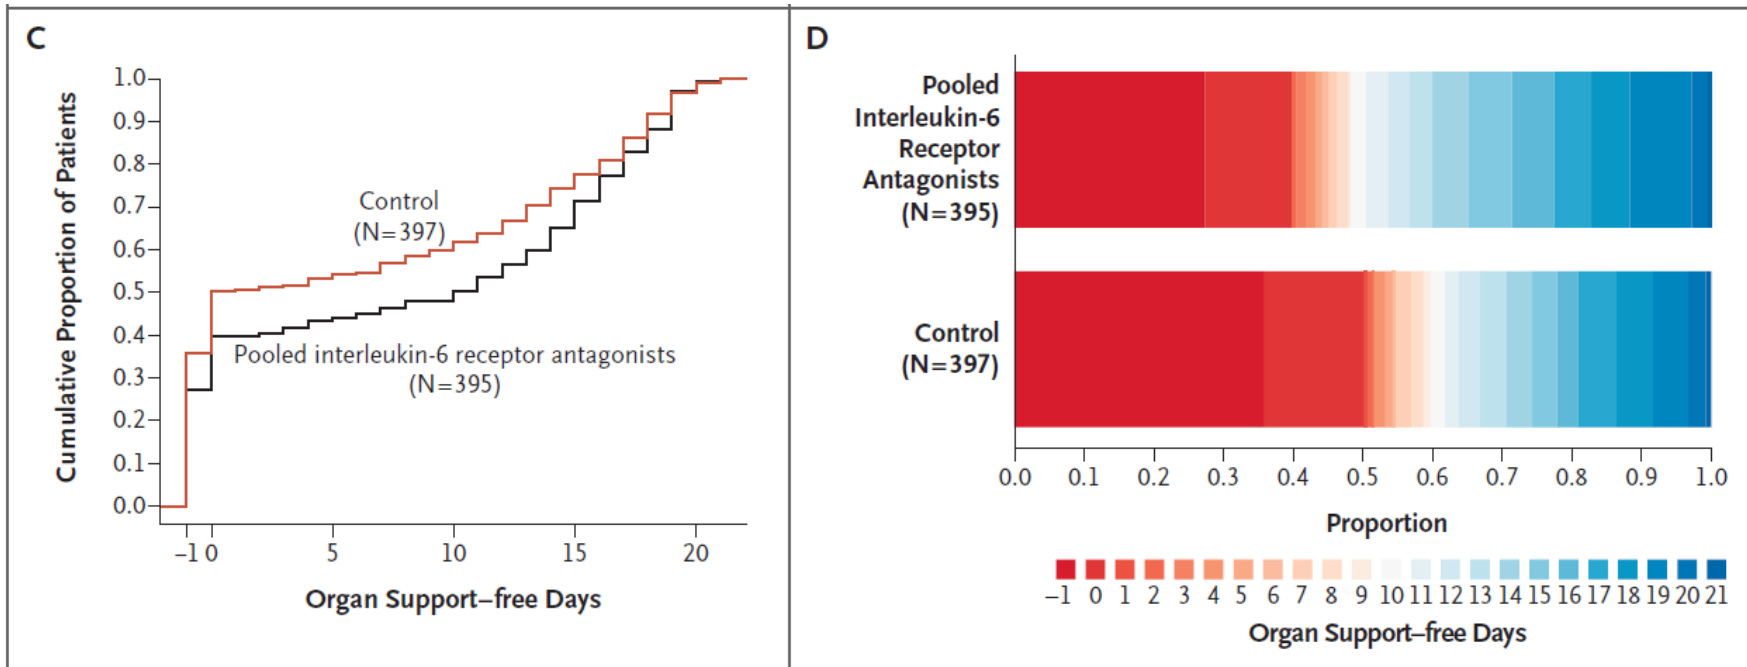 C
Cumulative Proportion of Patients
1.0
0.9
0.8
0.7
0.6
0.5
0.4
0.3
0.2
0.1
0.0
Control
(N=397)
Pooled interleukin-6 receptor antagonists
(N=395)
−1 0 5 10 15 20
Organ Support–free Days
D
Pooled
Interleukin-6
Receptor
Antagonists
(N=395)
Control
(N=397)
0.0 0.1 0.2 0.3 0.4 0.5 0.6 0.7 0.8 0.9 1.0
Proportion
−1 0 1 2 3 4 5 6 7 8 9 10 11 12 13 14 15 16 17 18 19 20 21
Organ Support–free Days